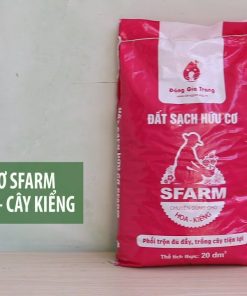 Ơ SFARM
- CÂY KIỂNG
Đông Gia Trang
ĐẤT SẠCH HỮU CƠ
SFARM
CHUYÊN DÙNG CHO
HOA - KIỂNG
Phối trộn đủ đầy, trồng cây tiện lợi
Thể tích thực: 20 dm³